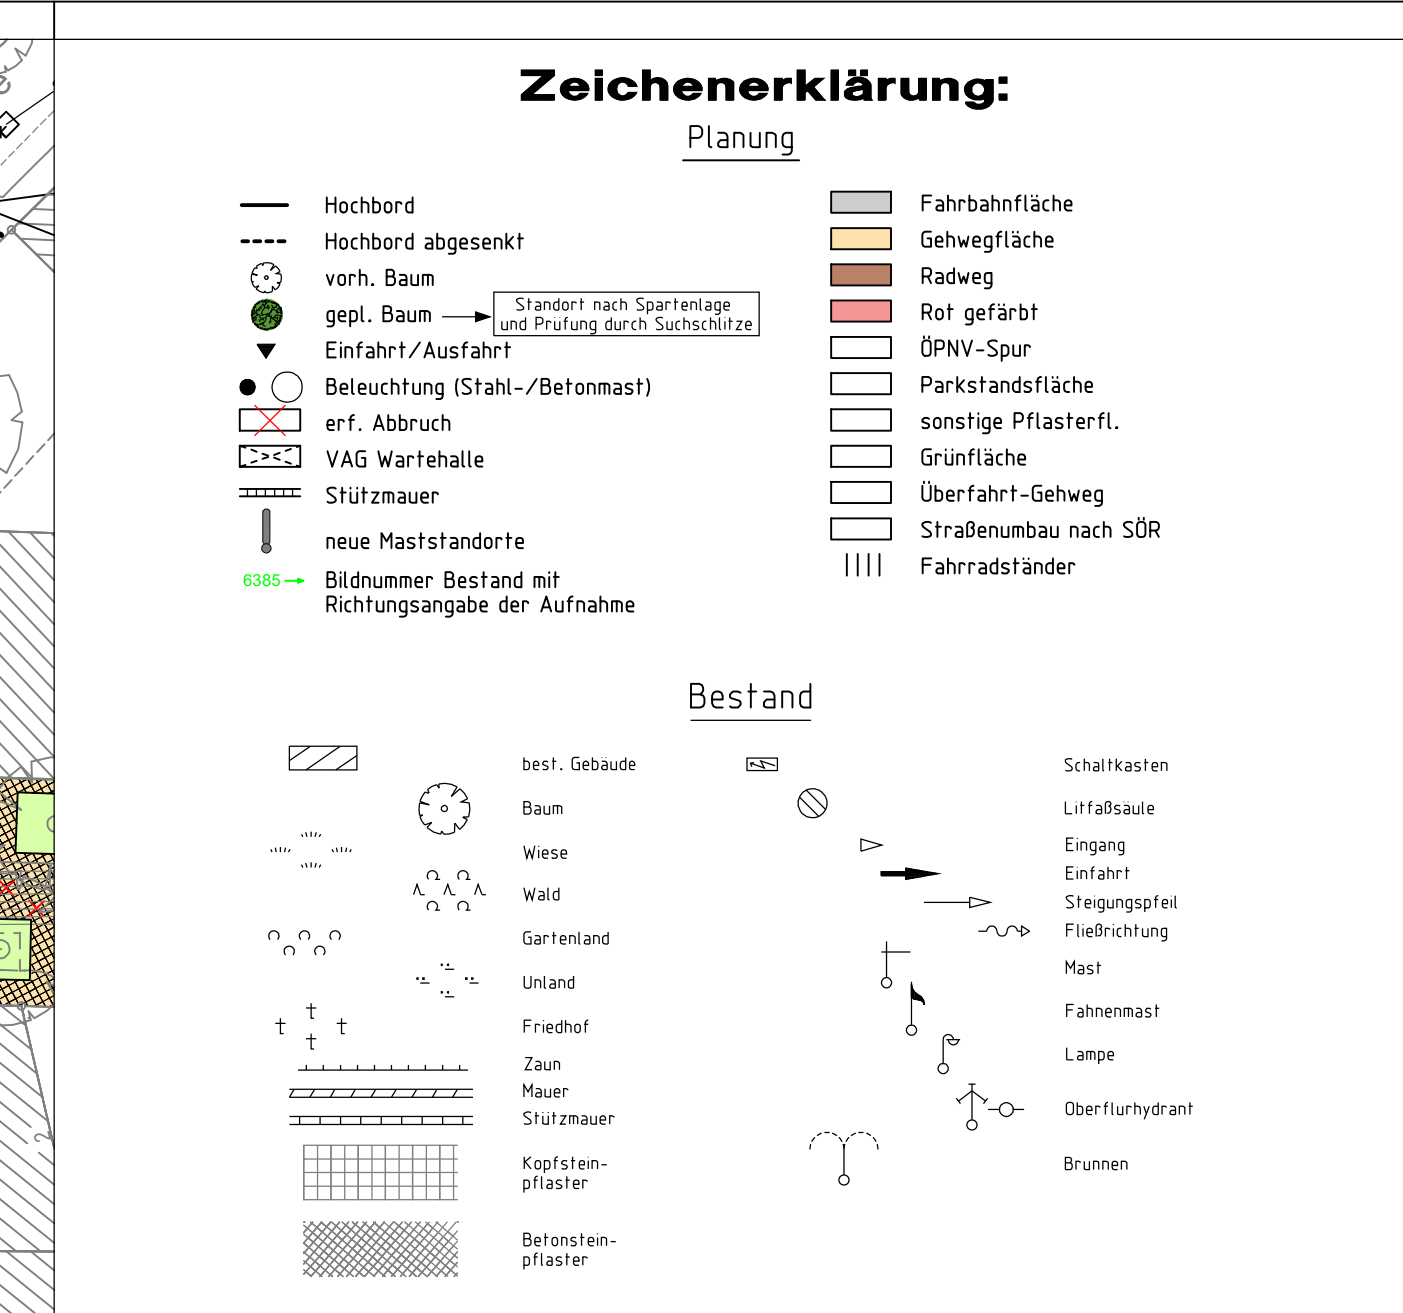 Zeichenerklärung:
Planung
Hochbord
Hochbord abgesenkt
vorh. Baum
gepl. Baum
Standort nach Spartenlage
und Prüfung durch Suchschlitze
Einfahrt/Ausfahrt
Beleuchtung (Stahl-/Betonmast)
erf. Abbruch
VAG Wartehalle
Stützmauer
neue Maststandorte
6385
Bildnummer Bestand mit
Richtungsangabe der Aufnahme
Fahrbahnfläche
Gehwegfläche
Radweg
Rot gefärbt
ÖPNV-Spur
Parkstandsfläche
sonstige Pflasterfl.
Grünfläche
Überfahrt-Gehweg
Straßenumbau nach SÖR
Fahrradständer
Bestand
best. Gebäude
Baum
Wiese
Wald
Gartenland
Unland
Friedhof
Zaun
Mauer
Stützmauer
Kopfstein-
pflaster
Betonstein-
pflaster
Schaltkasten
Litfaßsäule
Eingang
Einfahrt
Steigungspfeil
Fließrichtung
Mast
Fahnenmast
Lampe
Oberflurhydrant
Brunnen